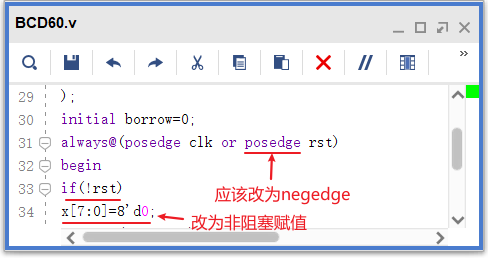 BCD60.v
»
29 );
30 initial borrow=0;
31 always@(posedge clk or posedge rst)
32 begin
33 if(!rst)
应该改为negedge
34 x[7:0]=8'd0;
改为非阻塞赋值